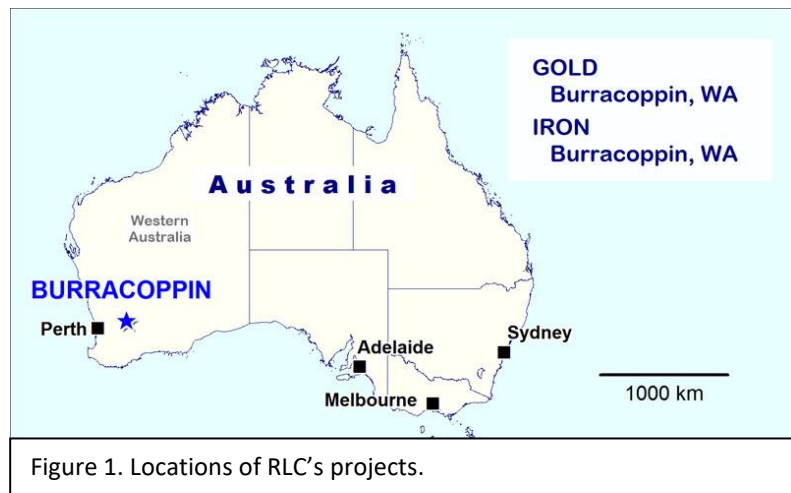 GOLD
Burracoppin, WA
IRON
Burracoppin, WA
Australia
Western
Australia
BURRACOPPIN
Perth
Adelaide
Sydney
Melbourne
1000 km
Figure 1. Locations of RLC’s projects.